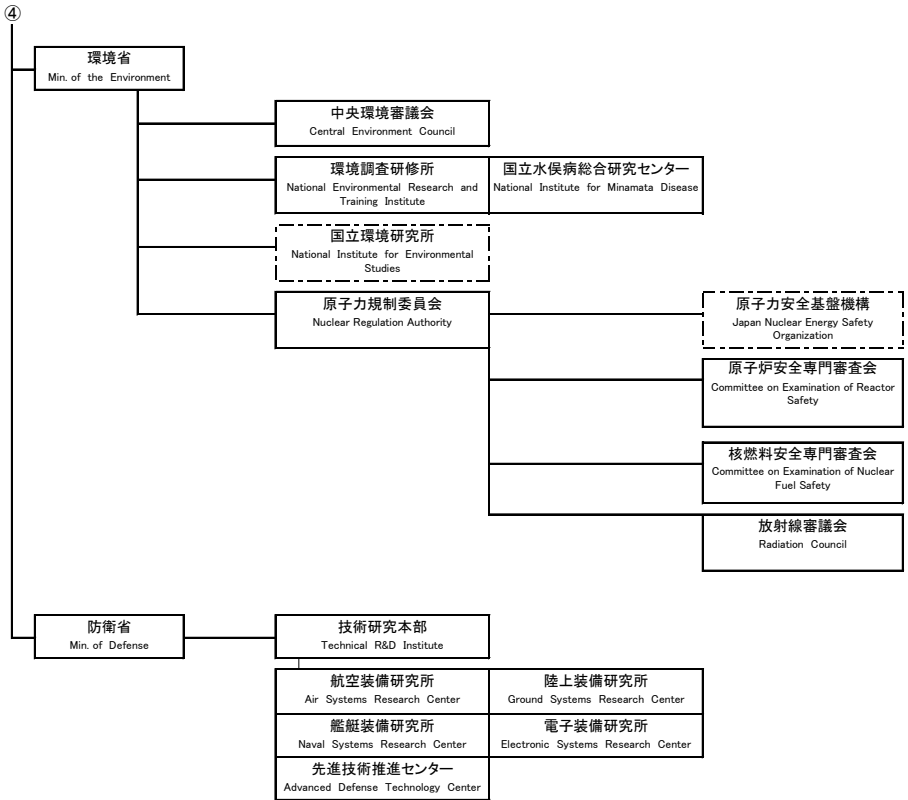 ④
環境省
Min. of the Environment
中央環境審議会
Central Environment Council
環境調査研修所
National Environmental Research and
Training Institute
国立水俣病総合研究センター
National Institute for Minamata Disease
国立環境研究所
National Institute for Environmental
Studies
原子力規制委員会
Nuclear Regulation Authority
原子力安全基盤機構
Japan Nuclear Energy Safety
Organization
原子炉安全専門審査会
Committee on Examination of Reactor
Safety
核燃料安全専門審査会
Committee on Examination of Nuclear
Fuel Safety
放射線審議会
Radiation Council
防衛省
Min. of Defense
技術研究本部
Technical R&D Institute
航空装備研究所
Air Systems Research Center
陸上装備研究所
Ground Systems Research Center
艦艇装備研究所
Naval Systems Research Center
電子装備研究所
Electronic Systems Research Center
先進技術推進センター
Advanced Defense Technology Center